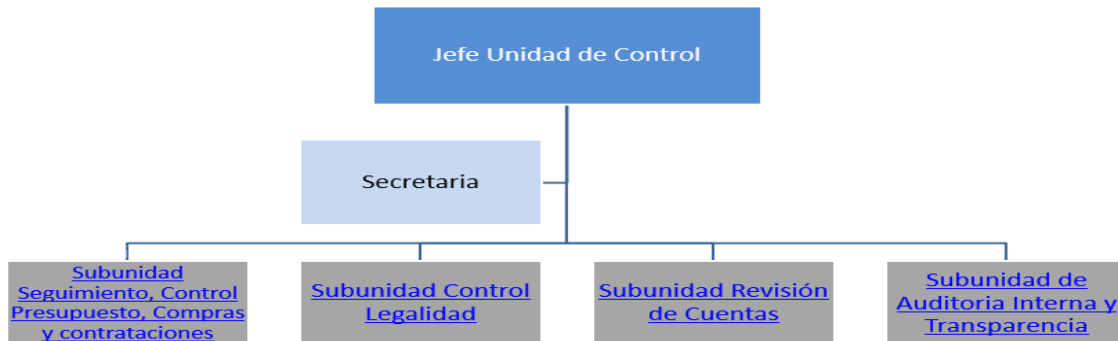 Jefe Unidad de Control
Secretaria
Subunidad
Seguimiento, Control
Presupuesto, Compras
y contrataciones
Subunidad Control
Legalidad
Subunidad Revisión
de Cuentas
Subunidad de
Auditoria Interna y
Transparencia